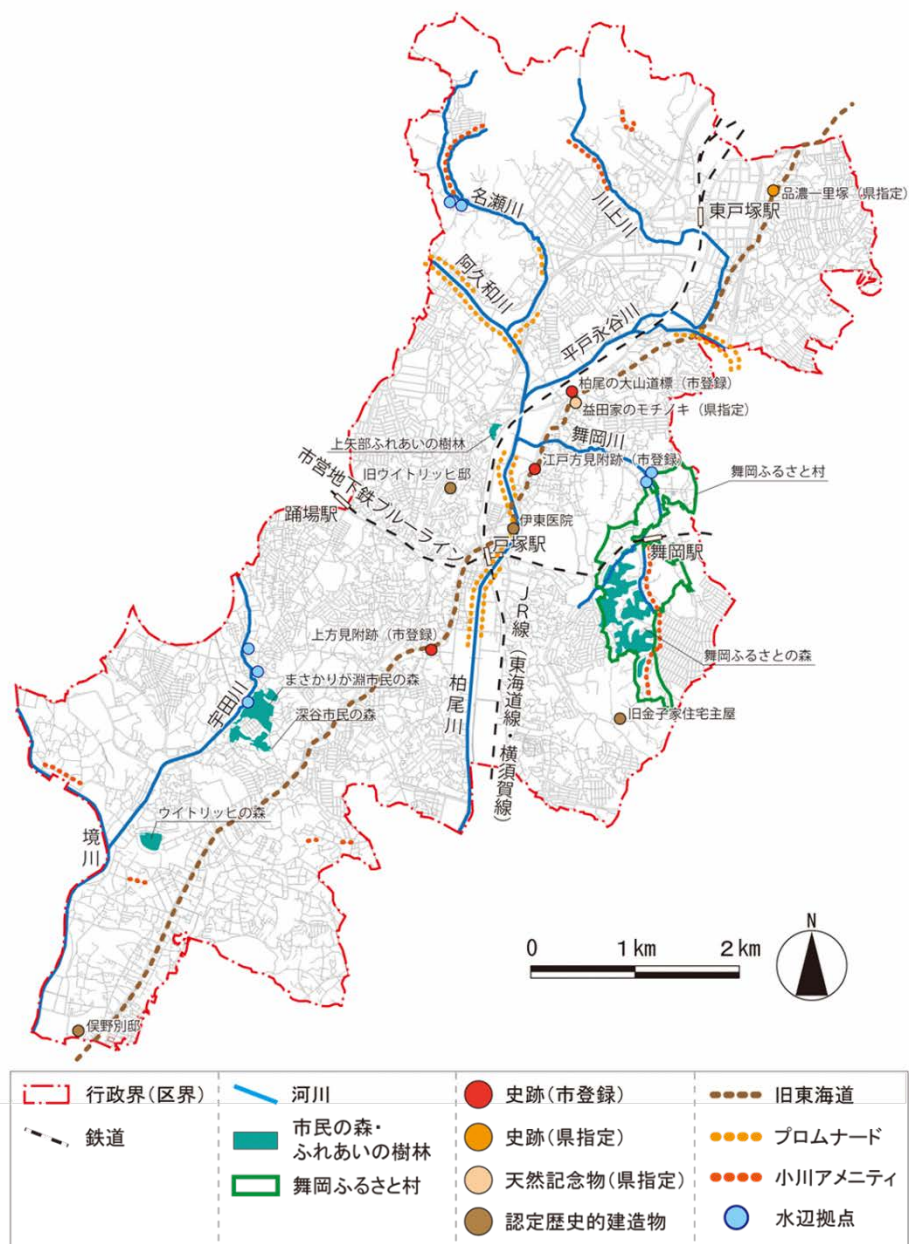 名瀬川
川上川
品濃一里塚（県指定）
東戸塚駅
阿久和川
平戸永谷川
柏尾の大山道標（市登録）
益田家のモチノキ（県指定）
上矢部ふれあいの樹林
舞岡川
江戸方見附跡（市登録）
舞岡ふるさと村
市営地下鉄ブルーライン
旧ウイトリッヒ邸
踊場駅
伊東医院
戸塚駅
舞岡駅
JR線（東海道線・横須賀線）
上方見附跡（市登録）
舞岡ふるさとの森
まさかりが淵市民の森
宇田川
深谷市民の森
柏尾川
旧金子家住宅主屋
ウイトリッヒの森
境川
俣野別邸
N
0 1km 2km
行政界（区界）
鉄道
河川
市民の森・
ふれあいの樹林
舞岡ふるさと村
史跡（市登録）
史跡（県指定）
天然記念物（県指定）
認定歴史的建造物
旧東海道
プロムナード
小川アメニティ
水辺拠点